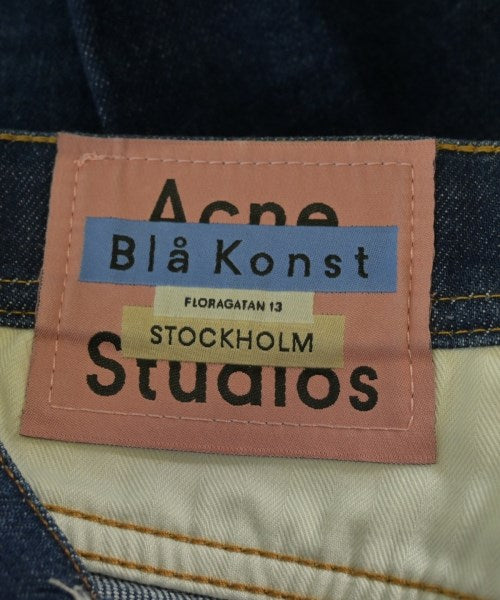 Acne
Blå Konst
FLORAGATAN 13
STOCKHOLM
Studios